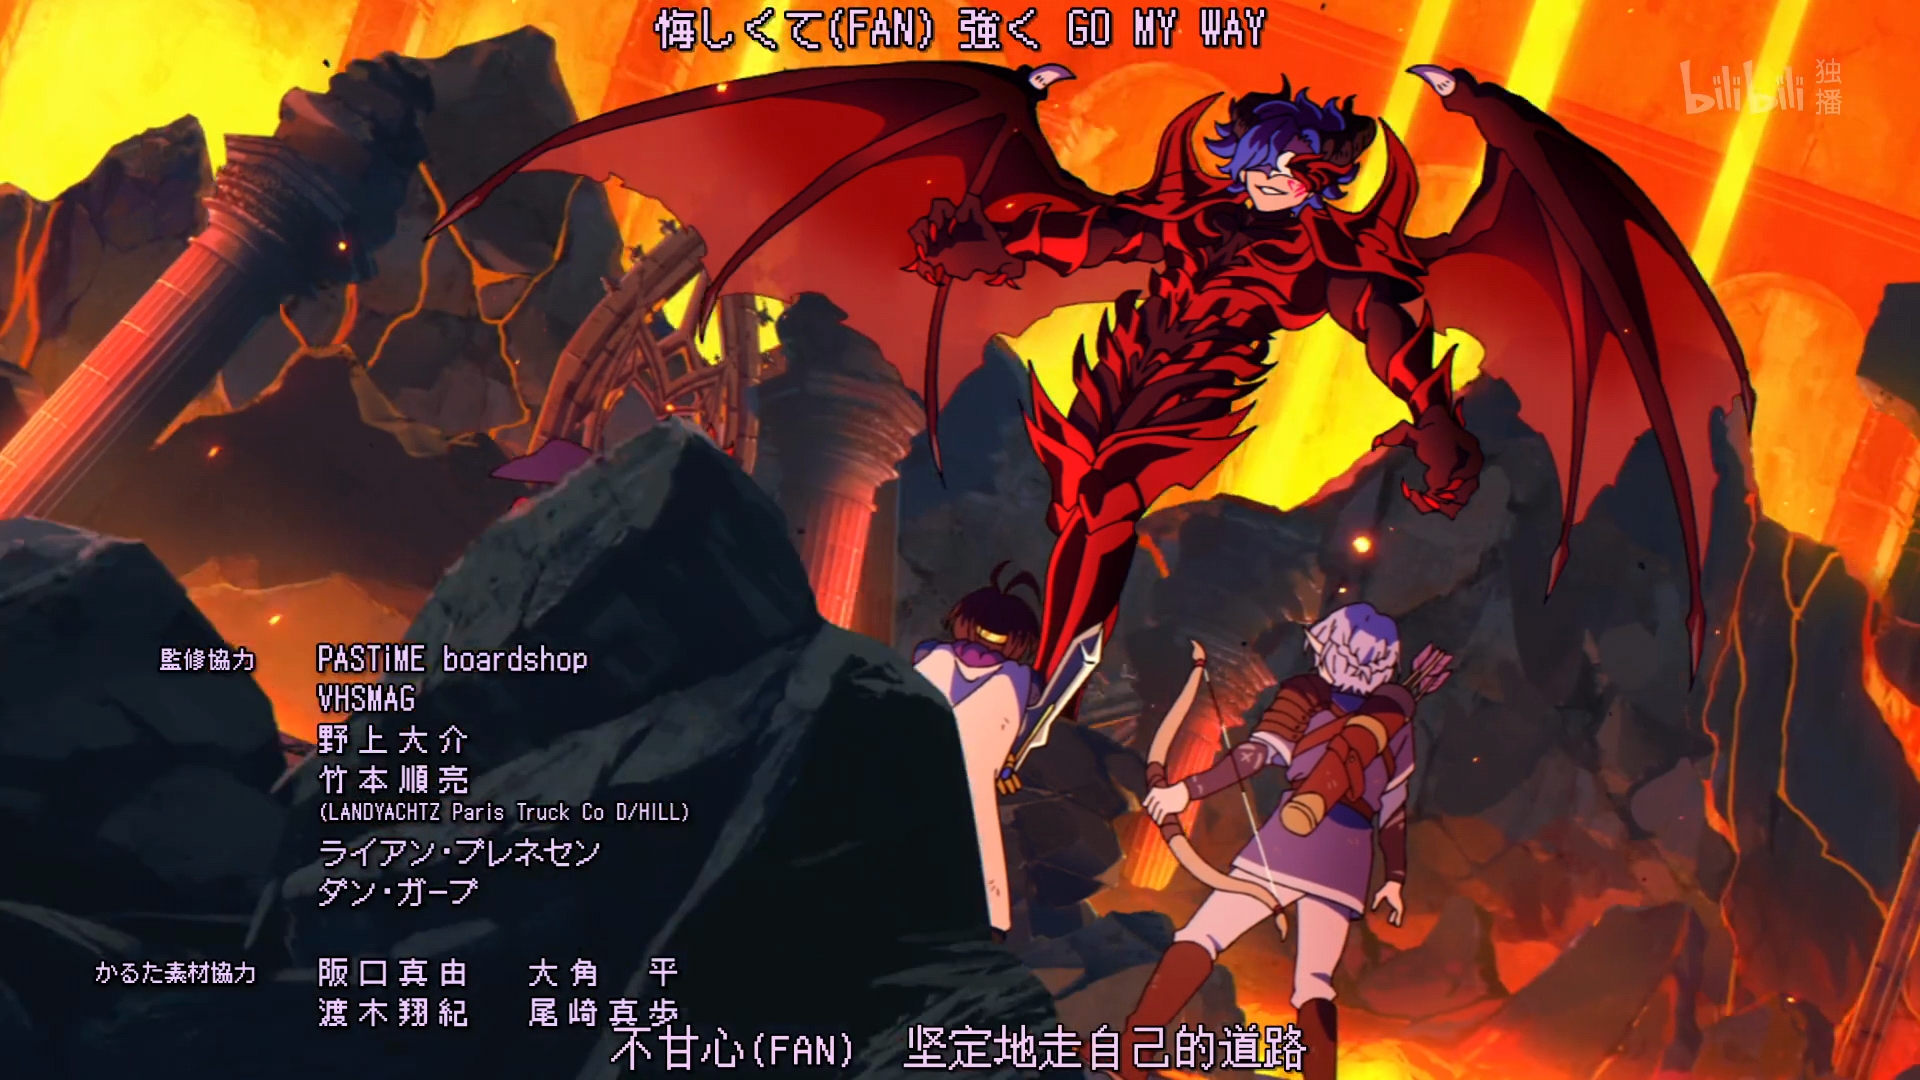 悔しくて(FAN) 強く GO MY WAY
bilibili 独播
監修協力 PASTiME boardshop
VHSMAG
野上大介
竹本順亮
(LANDYACHTZ Paris Truck Co D/HILL)
ライアン・プレネセン
ダン・ガープ
かるた素材協力 阪口真由 大角 平
渡木翔紀 尾崎真歩
不甘心(FAN) 坚定地走自己的道路